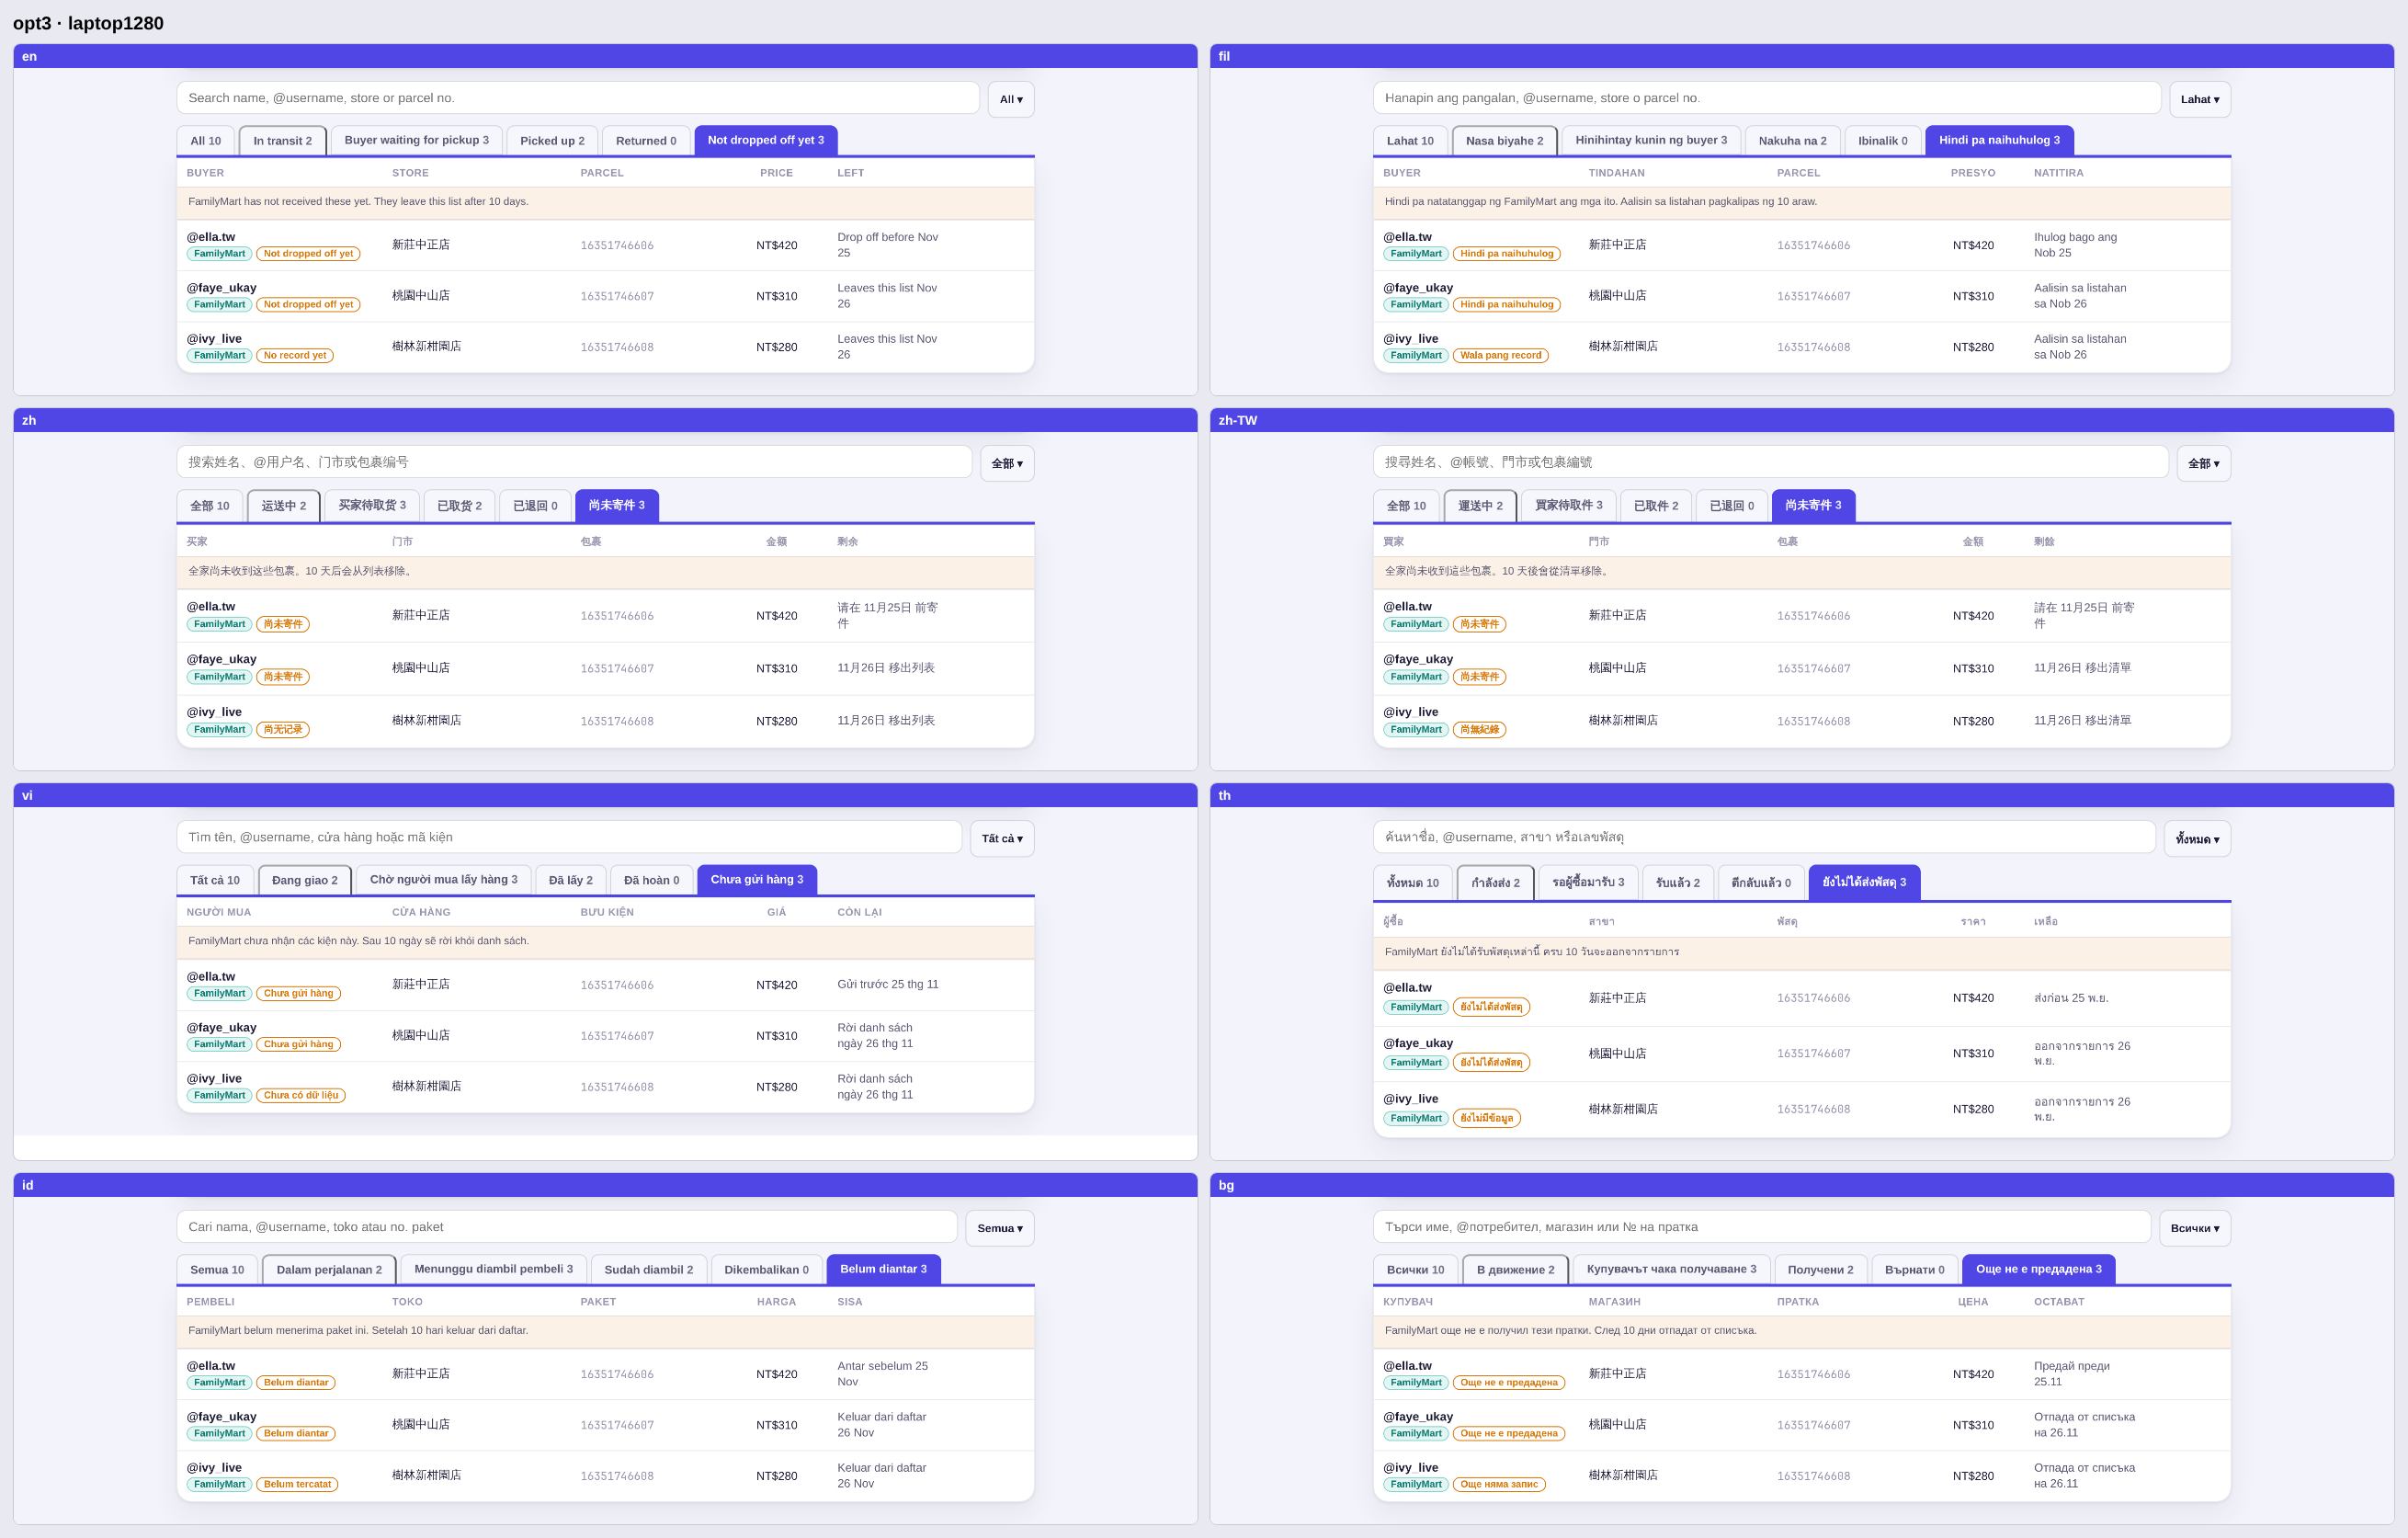 opt3 · laptop1280
en
Search name, @username, store or parcel no.
All ▾
All 10
In transit 2
Buyer waiting for pickup 3
Picked up 2
Returned 0
Not dropped off yet 3
BUYER STORE PARCEL PRICE LEFT
FamilyMart has not received these yet. They leave this list after 10 days.
@ella.tw
FamilyMart Not dropped off yet
新莊中正店
16351746606
NT$420
Drop off before Nov
25
@faye_ukay
FamilyMart Not dropped off yet
桃園中山店
16351746607
NT$310
Leaves this list Nov
26
@ivy_live
FamilyMart No record yet
樹林新柑園店
16351746608
NT$280
Leaves this list Nov
26
fil
Hanapin ang pangalan, @username, store o parcel no.
Lahat ▾
Lahat 10
Nasa biyahe 2
Hinihintay kunin ng buyer 3
Nakuha na 2
Ibinalik 0
Hindi pa naihuhulog 3
BUYER TINDAHAN PARCEL PRESYO NATITIRA
Hindi pa natatanggap ng FamilyMart ang mga ito. Aalisin sa listahan pagkalipas ng 10 araw.
@ella.tw
FamilyMart Hindi pa naihuhulog
新莊中正店
16351746606
NT$420
Ihulog bago ang
Nob 25
@faye_ukay
FamilyMart Hindi pa naihuhulog
桃園中山店
16351746607
NT$310
Aalisin sa listahan
sa Nob 26
@ivy_live
FamilyMart Wala pang record
樹林新柑園店
16351746608
NT$280
Aalisin sa listahan
sa Nob 26
zh
搜索姓名、@用户名、门市或包裹编号
全部 ▾
全部 10
运送中 2
买家待取货 3
已取货 2
已退回 0
尚未寄件 3
买家 门市 包裹 金额 剩余
全家尚未收到这些包裹。10 天后会从列表移除。
@ella.tw
FamilyMart 尚未寄件
新莊中正店
16351746606
NT$420
请在 11月25日 前寄
件
@faye_ukay
FamilyMart 尚未寄件
桃園中山店
16351746607
NT$310
11月26日 移出列表
@ivy_live
FamilyMart 尚无记录
樹林新柑園店
16351746608
NT$280
11月26日 移出列表
zh-TW
搜尋姓名、@帳號、門市或包裹編號
全部 ▾
全部 10
運送中 2
買家待取件 3
已取件 2
已退回 0
尚未寄件 3
買家 門市 包裹 金額 剩餘
全家尚未收到這些包裹。10 天後會從清單移除。
@ella.tw
FamilyMart 尚未寄件
新莊中正店
16351746606
NT$420
請在 11月25日 前寄
件
@faye_ukay
FamilyMart 尚未寄件
桃園中山店
16351746607
NT$310
11月26日 移出清單
@ivy_live
FamilyMart 尚無紀錄
樹林新柑園店
16351746608
NT$280
11月26日 移出清單
vi
Tìm tên, @username, cửa hàng hoặc mã kiện
Tất cả ▾
Tất cả 10
Đang giao 2
Chờ người mua lấy hàng 3
Đã lấy 2
Đã hoàn 0
Chưa gửi hàng 3
NGƯỜI MUA CỬA HÀNG BƯU KIỆN GIÁ CÒN LẠI
FamilyMart chưa nhận các kiện này. Sau 10 ngày sẽ rời khỏi danh sách.
@ella.tw
FamilyMart Chưa gửi hàng
新莊中正店
16351746606
NT$420
Gửi trước 25 thg 11
@faye_ukay
FamilyMart Chưa gửi hàng
桃園中山店
16351746607
NT$310
Rời danh sách
ngày 26 thg 11
@ivy_live
FamilyMart Chưa có dữ liệu
樹林新柑園店
16351746608
NT$280
Rời danh sách
ngày 26 thg 11
th
ค้นหาชื่อ, @username, สาขา หรือเลขพัสดุ
ทั้งหมด ▾
ทั้งหมด 10
กำลังส่ง 2
รอผู้ซื้อมารับ 3
รับแล้ว 2
ตีกลับแล้ว 0
ยังไม่ได้ส่งพัสดุ 3
ผู้ซื้อ สาขา พัสดุ ราคา เหลือ
FamilyMart ยังไม่ได้รับพัสดุเหล่านี้ ครบ 10 วันจะออกจากรายการ
@ella.tw
FamilyMart ยังไม่ได้ส่งพัสดุ
新莊中正店
16351746606
NT$420
ส่งก่อน 25 พ.ย.
@faye_ukay
FamilyMart ยังไม่ได้ส่งพัสดุ
桃園中山店
16351746607
NT$310
ออกจากรายการ 26
พ.ย.
@ivy_live
FamilyMart ยังไม่มีข้อมูล
樹林新柑園店
16351746608
NT$280
ออกจากรายการ 26
พ.ย.
id
Cari nama, @username, toko atau no. paket
Semua ▾
Semua 10
Dalam perjalanan 2
Menunggu diambil pembeli 3
Sudah diambil 2
Dikembalikan 0
Belum diantar 3
PEMBELI TOKO PAKET HARGA SISA
FamilyMart belum menerima paket ini. Setelah 10 hari keluar dari daftar.
@ella.tw
FamilyMart Belum diantar
新莊中正店
16351746606
NT$420
Antar sebelum 25
Nov
@faye_ukay
FamilyMart Belum diantar
桃園中山店
16351746607
NT$310
Keluar dari daftar
26 Nov
@ivy_live
FamilyMart Belum tercatat
樹林新柑園店
16351746608
NT$280
Keluar dari daftar
26 Nov
bg
Търси име, @потребител, магазин или № на пратка
Всички ▾
Всички 10
В движение 2
Купувачът чака получаване 3
Получени 2
Върнати 0
Още не е предадена 3
КУПУВАЧ МАГАЗИН ПРАТКА ЦЕНА ОСТАВАТ
FamilyMart още не е получил тези пратки. След 10 дни отпадат от списъка.
@ella.tw
FamilyMart Още не е предадена
新莊中正店
16351746606
NT$420
Предай преди
25.11
@faye_ukay
FamilyMart Още не е предадена
桃園中山店
16351746607
NT$310
Отпада от списъка
на 26.11
@ivy_live
FamilyMart Още няма запис
樹林新柑園店
16351746608
NT$280
Отпада от списъка
на 26.11